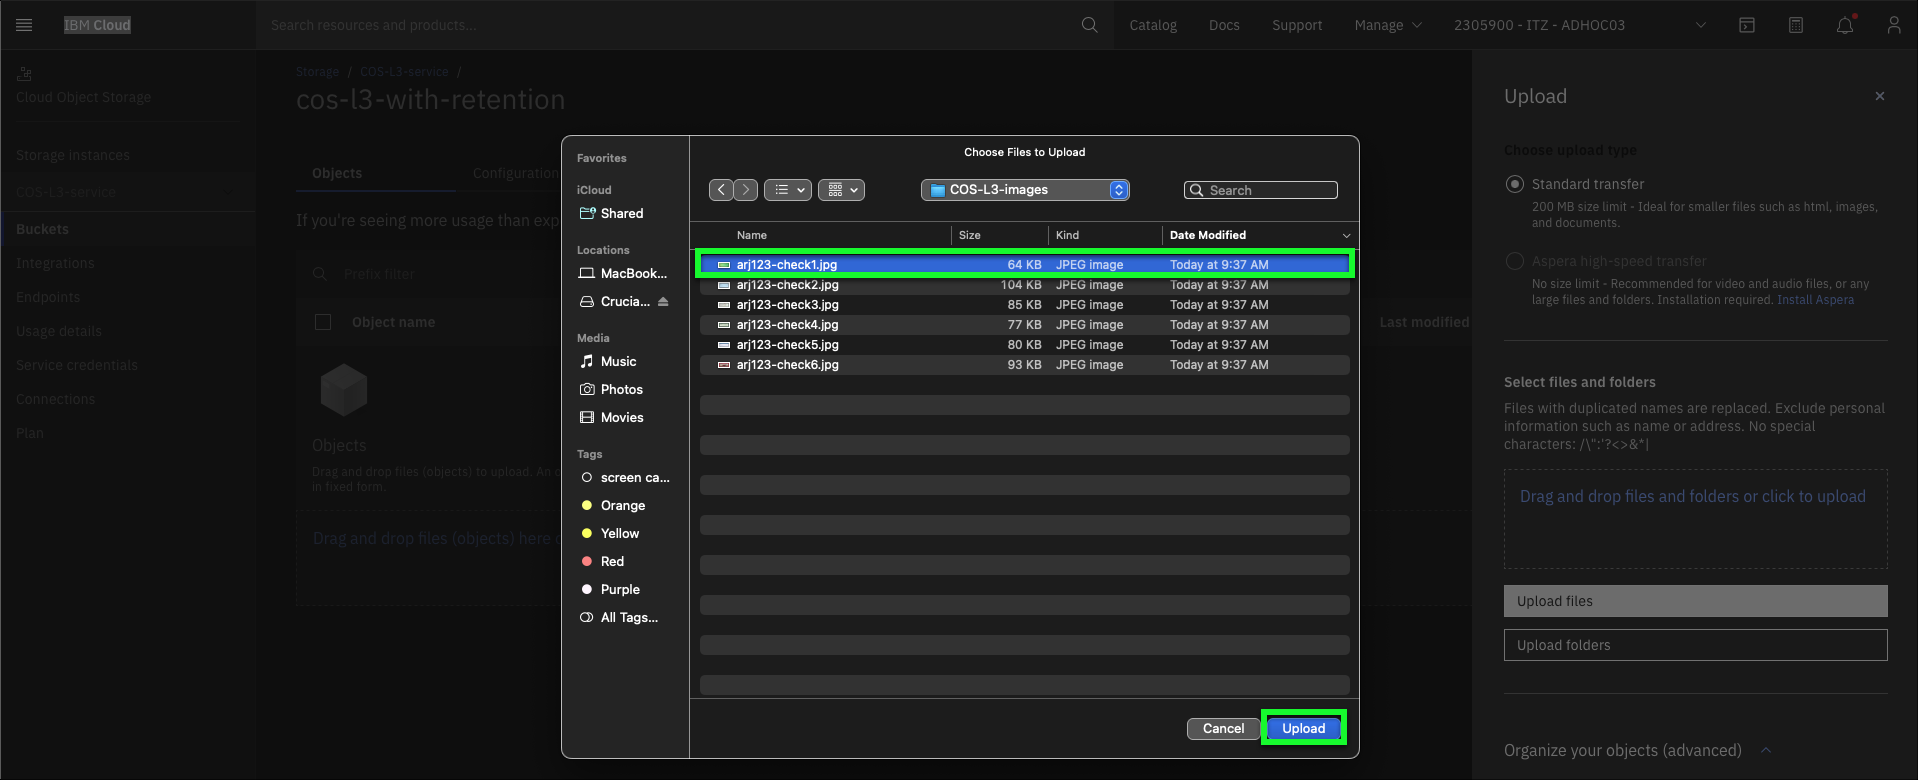 IBM Cloud
Search resources and products...
Catalog
Docs
Support
Manage
2305900 - ITZ - ADHOC03
Cloud Object Storage
Storage instances
COS-L3-service
Buckets
Integrations
Endpoints
Usage details
Service credentials
Connections
Plan
Storage / COS-L3-service /
cos-l3-with-retention
Objects
Configuration
If you're seeing more usage than exp
Prefix filter
Object name
Last modified
Objects
Drag and drop files (objects) to upload. An o
in fixed form.
Drag and drop files (objects) here o
Favorites
iCloud
Shared
Locations
MacBook...
Crucia...
Media
Music
Photos
Movies
Tags
screen ca...
Orange
Yellow
Red
Purple
All Tags...
Choose Files to Upload
COS-L3-images
Search
Name Size Kind Date Modified
arj123-check1.jpg 64 KB JPEG image Today at 9:37 AM
arj123-check2.jpg 104 KB JPEG image Today at 9:37 AM
arj123-check3.jpg 85 KB JPEG image Today at 9:37 AM
arj123-check4.jpg 77 KB JPEG image Today at 9:37 AM
arj123-check5.jpg 80 KB JPEG image Today at 9:37 AM
arj123-check6.jpg 93 KB JPEG image Today at 9:37 AM
Cancel
Upload
Upload
Choose upload type
Standard transfer
200 MB size limit - Ideal for smaller files such as html, images,
and documents.
Aspera high-speed transfer
No size limit - Recommended for video and audio files, or any
large files and folders. Installation required. Install Aspera
Select files and folders
Files with duplicated names are replaced. Exclude personal
information such as name or address. No special
characters: /\":'?<>&*|
Drag and drop files and folders or click to upload
Upload files
Upload folders
Organize your objects (advanced)